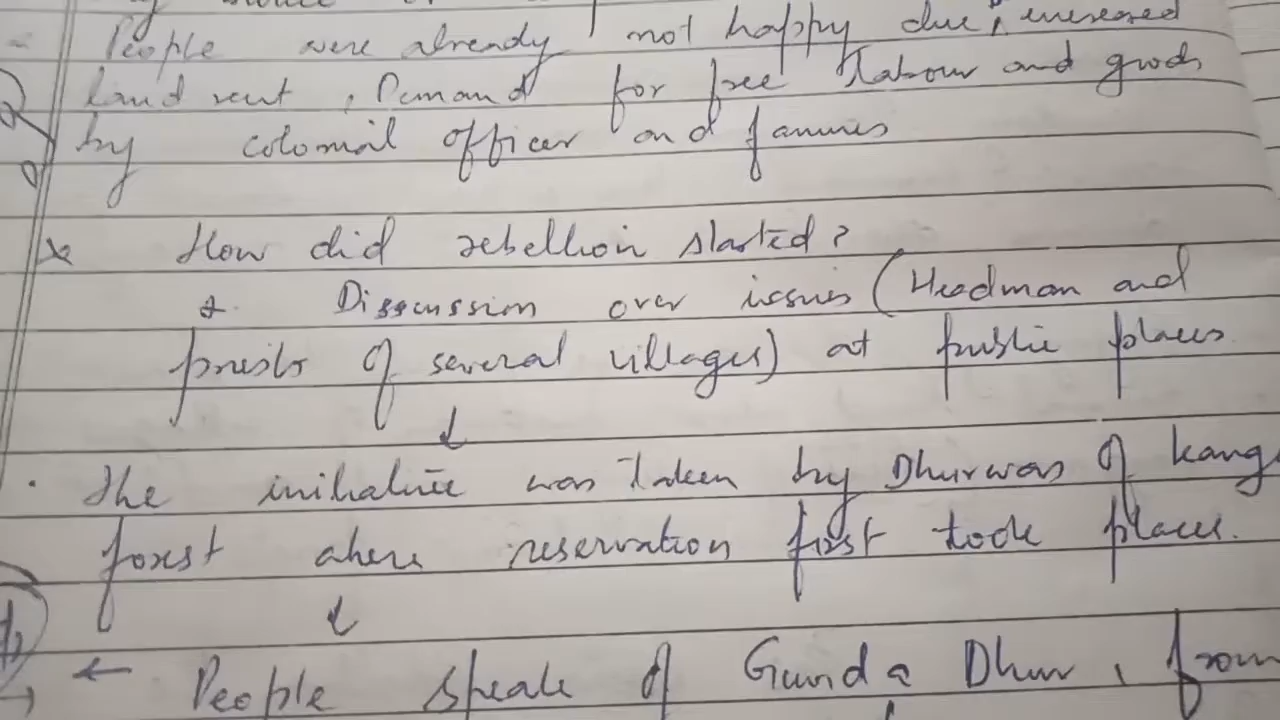 People were already not happy due, increased
land rent, Demand for free labour and goods
by colonial officer and famines
How did rebellion started?
Discussion over issues (Headman and
priests of several villages) at public places
↓
. the initiative was taken by Dhurwas of Kang
forest where reservation first took places.
↓
← People speak of Gunda Dhur, from